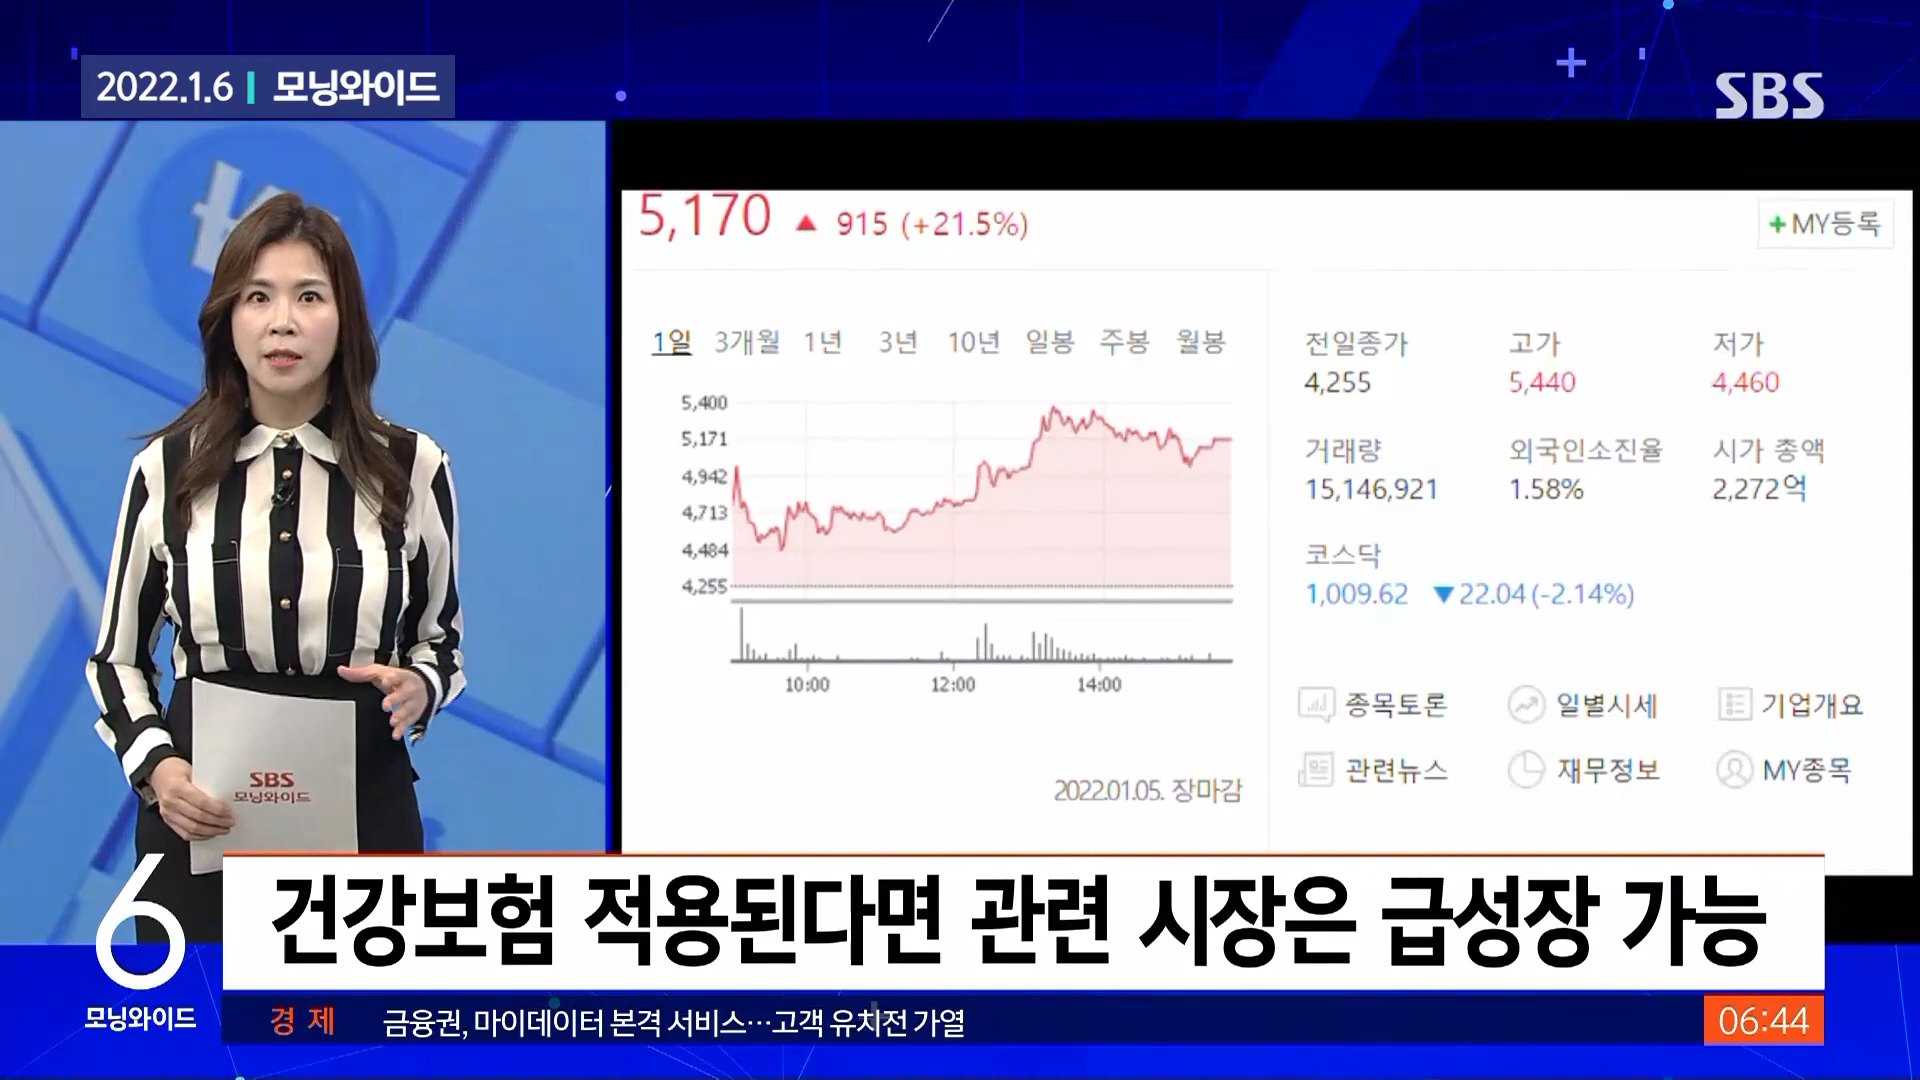 2022.1.6 | 모닝와이드
SBS
5,170 ▲ 915 (+21.5%)
+MY등록
1일 3개월 1년 3년 10년 일봉 주봉 월봉
5,400
5,171
4,942
4,713
4,484
4,255
10:00 12:00 14:00
2022.01.05. 장마감
전일종가 고가 저가
4,255 5,440 4,460
거래량 외국인소진율 시가 총액
15,146,921 1.58% 2,272억
코스닥
1,009.62 ▼22.04(-2.14%)
종목토론 일별시세 기업개요
관련뉴스 재무정보 MY종목
SBS
모닝와이드
6
모닝와이드
건강보험 적용된다면 관련 시장은 급성장 가능
경제 금융권, 마이데이터 본격 서비스…고객 유치전 가열
06:44